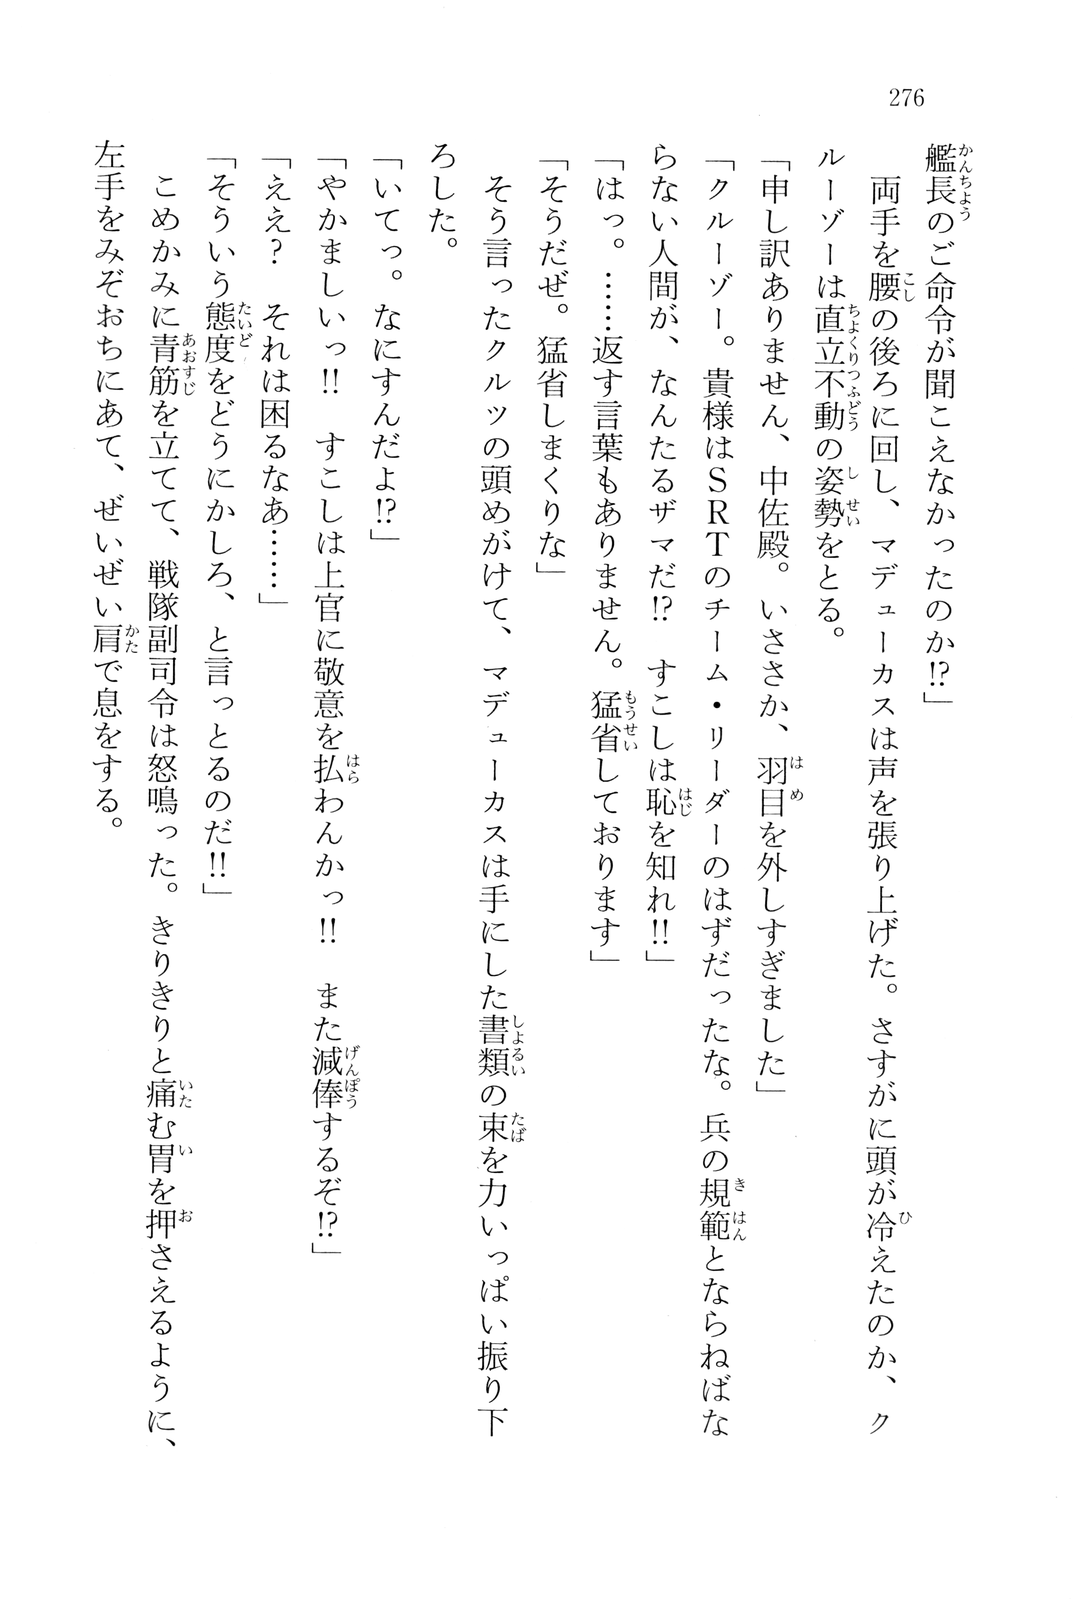 276
艦長のご命令が聞こえなかったのか!?」
　両手を腰の後ろに回し、マデューカスは声を張り上げた。さすがに頭が冷えたのか、ク
ルーゾーは直立不動の姿勢をとる。
「申し訳ありません、中佐殿。いささか、羽目を外しすぎました」
「クルーゾー。貴様はSRTのチーム・リーダーのはずだったな。兵の規範とならねばな
らない人間が、なんたるザマだ!?　すこしは恥を知れ!!」
「はっ。……返す言葉もありません。猛省しております」
「そうだぜ。猛省しまくりな」
　そう言ったクルツの頭めがけて、マデューカスは手にした書類の束を力いっぱい振り下
ろした。
「いてっ。なにすんだよ!?」
「やかましいっ!!　すこしは上官に敬意を払わんかっ!!　また減俸するぞ!?」
「ええ？　それは困るなあ……」
「そういう態度をどうにかしろ、と言っとるのだ!!」
　こめかみに青筋を立てて、戦隊副司令は怒鳴った。きりきりと痛む胃を押さえるように、
左手をみぞおちにあて、ぜいぜい肩で息をする。